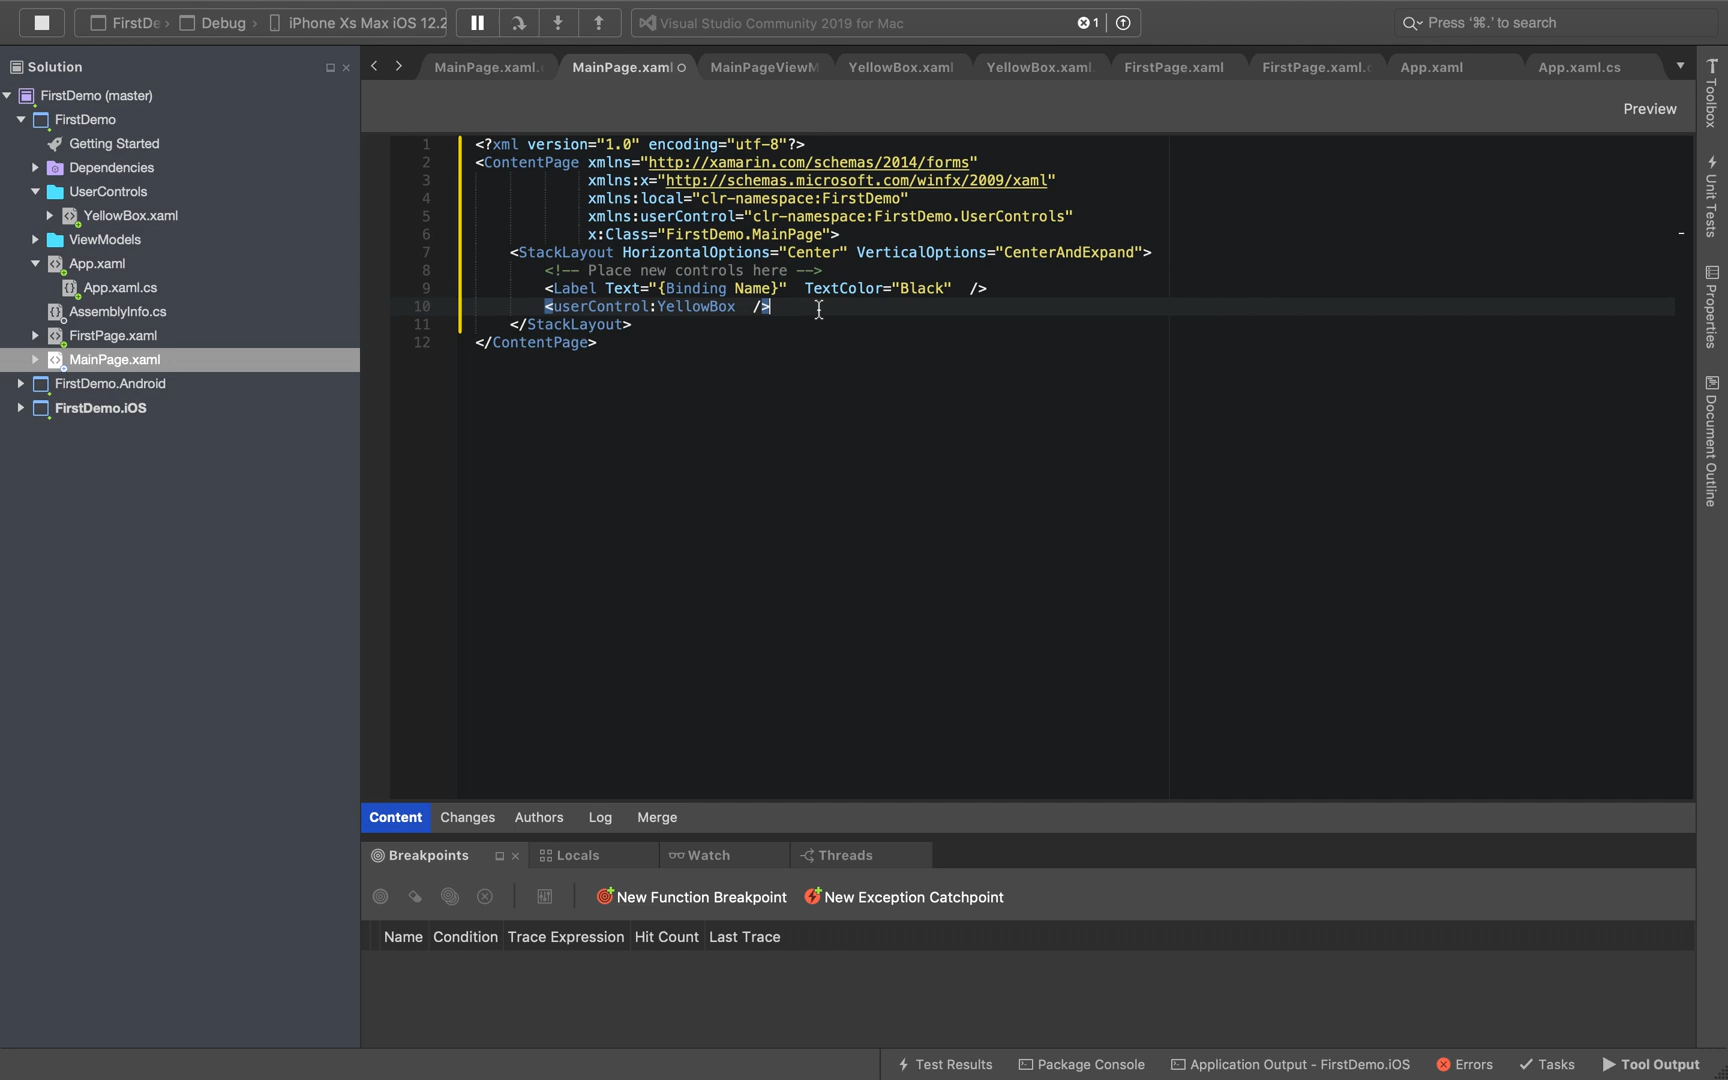 FirstDe › Debug › iPhone Xs Max iOS 12.2
Visual Studio Community 2019 for Mac
1
Press '⌘.' to search
Solution
MainPage.xaml.
MainPage.xaml
MainPageViewM
YellowBox.xaml
YellowBox.xaml.
FirstPage.xaml
FirstPage.xaml.
App.xaml
App.xaml.cs
Preview
FirstDemo (master)
FirstDemo
Getting Started
Dependencies
UserControls
YellowBox.xaml
ViewModels
App.xaml
App.xaml.cs
AssemblyInfo.cs
FirstPage.xaml
MainPage.xaml
FirstDemo.Android
FirstDemo.iOS
1 <?xml version="1.0" encoding="utf-8"?>
2 <ContentPage xmlns="http://xamarin.com/schemas/2014/forms"
3 xmlns:x="http://schemas.microsoft.com/winfx/2009/xaml"
4 xmlns:local="clr-namespace:FirstDemo"
5 xmlns:userControl="clr-namespace:FirstDemo.UserControls"
6 x:Class="FirstDemo.MainPage">
7 <StackLayout HorizontalOptions="Center" VerticalOptions="CenterAndExpand">
8 <!-- Place new controls here -->
9 <Label Text="{Binding Name}" TextColor="Black" />
10 <userControl:YellowBox />
11 </StackLayout>
12 </ContentPage>
Toolbox
Unit Tests
Properties
Document Outline
Content Changes Authors Log Merge
Breakpoints Locals Watch Threads
New Function Breakpoint New Exception Catchpoint
Name Condition Trace Expression Hit Count Last Trace
Test Results Package Console Application Output - FirstDemo.iOS Errors Tasks Tool Output